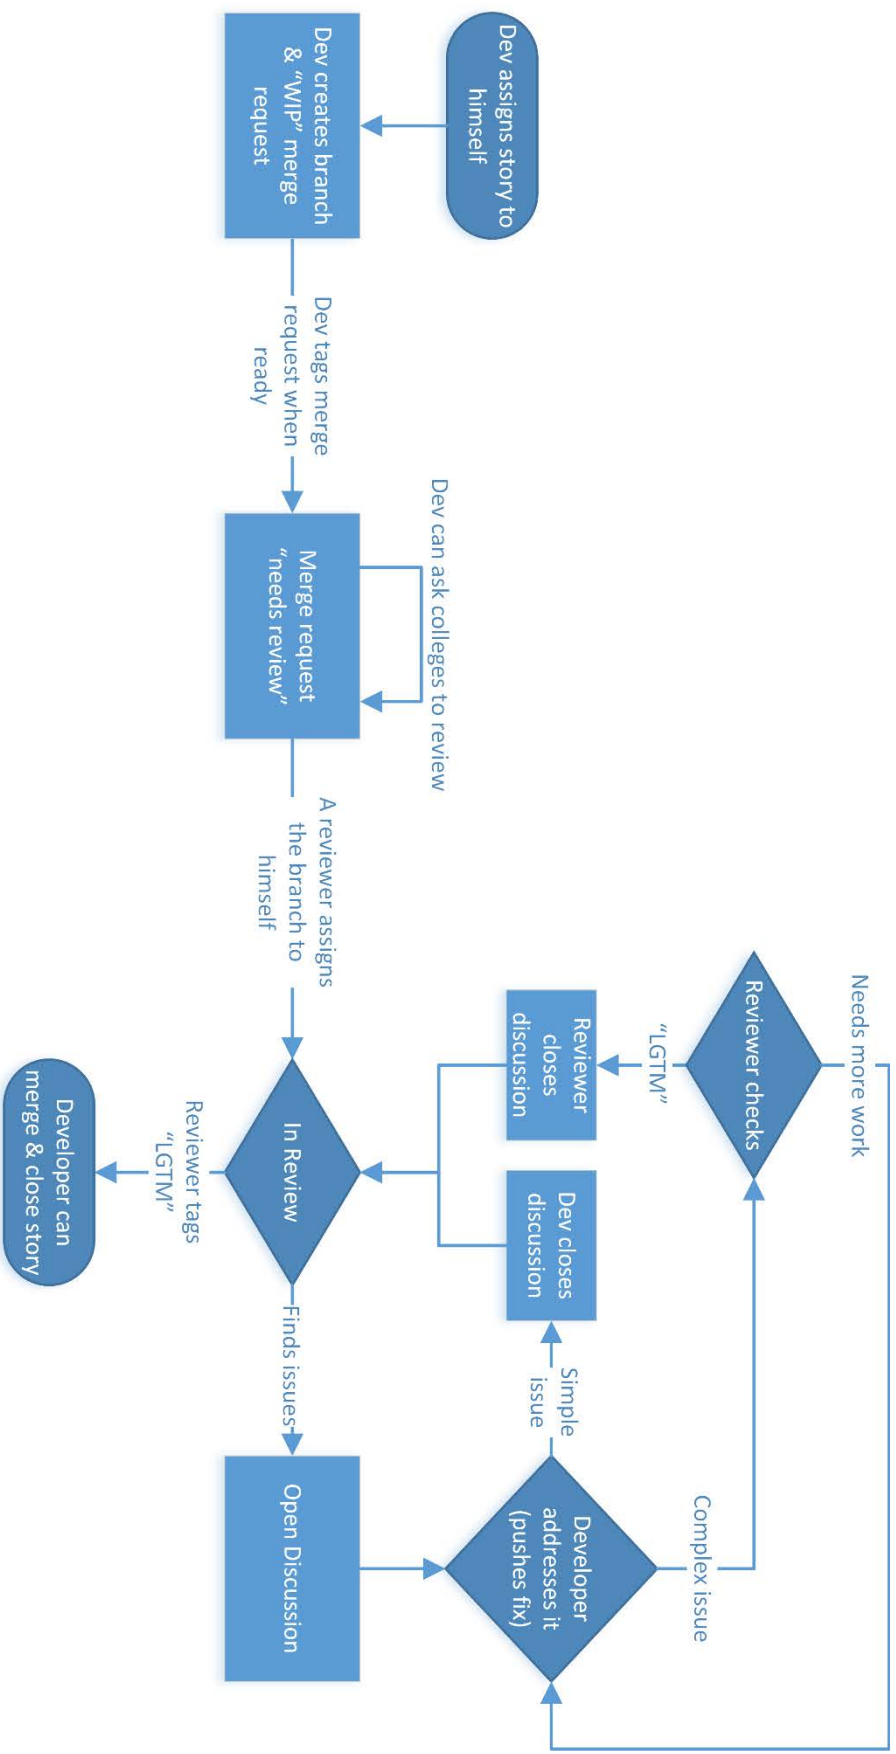 Dev assigns story to
himself
Dev creates branch
& “WIP” merge
request
Dev tags merge
request when
ready
Dev can ask colleges to review
Merge request
“needs review”
A reviewer assigns
the branch to
himself
In Review
Reviewer tags
“LGTM”
Developer can
merge & close story
Finds issues
Open Discussion
Developer
addresses it
(pushes fix)
Simple
issue
Dev closes
discussion
Complex issue
Reviewer checks
“LGTM”
Reviewer
closes
discussion
Needs more work